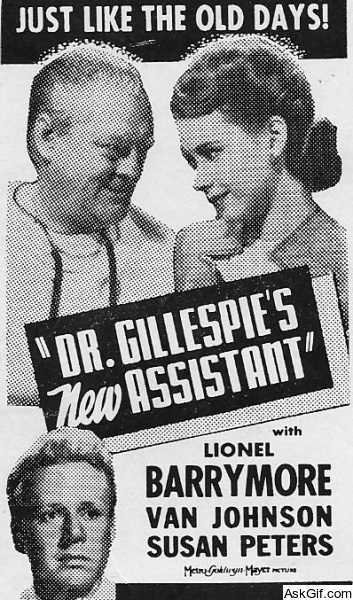 JUST LIKE THE OLD DAYS!
"DR. GILLESPIE'S
New ASSISTANT"
with
LIONEL
BARRYMORE
VAN JOHNSON
SUSAN PETERS
Metro-Goldwyn-Mayer PICTURE
AskGif.com